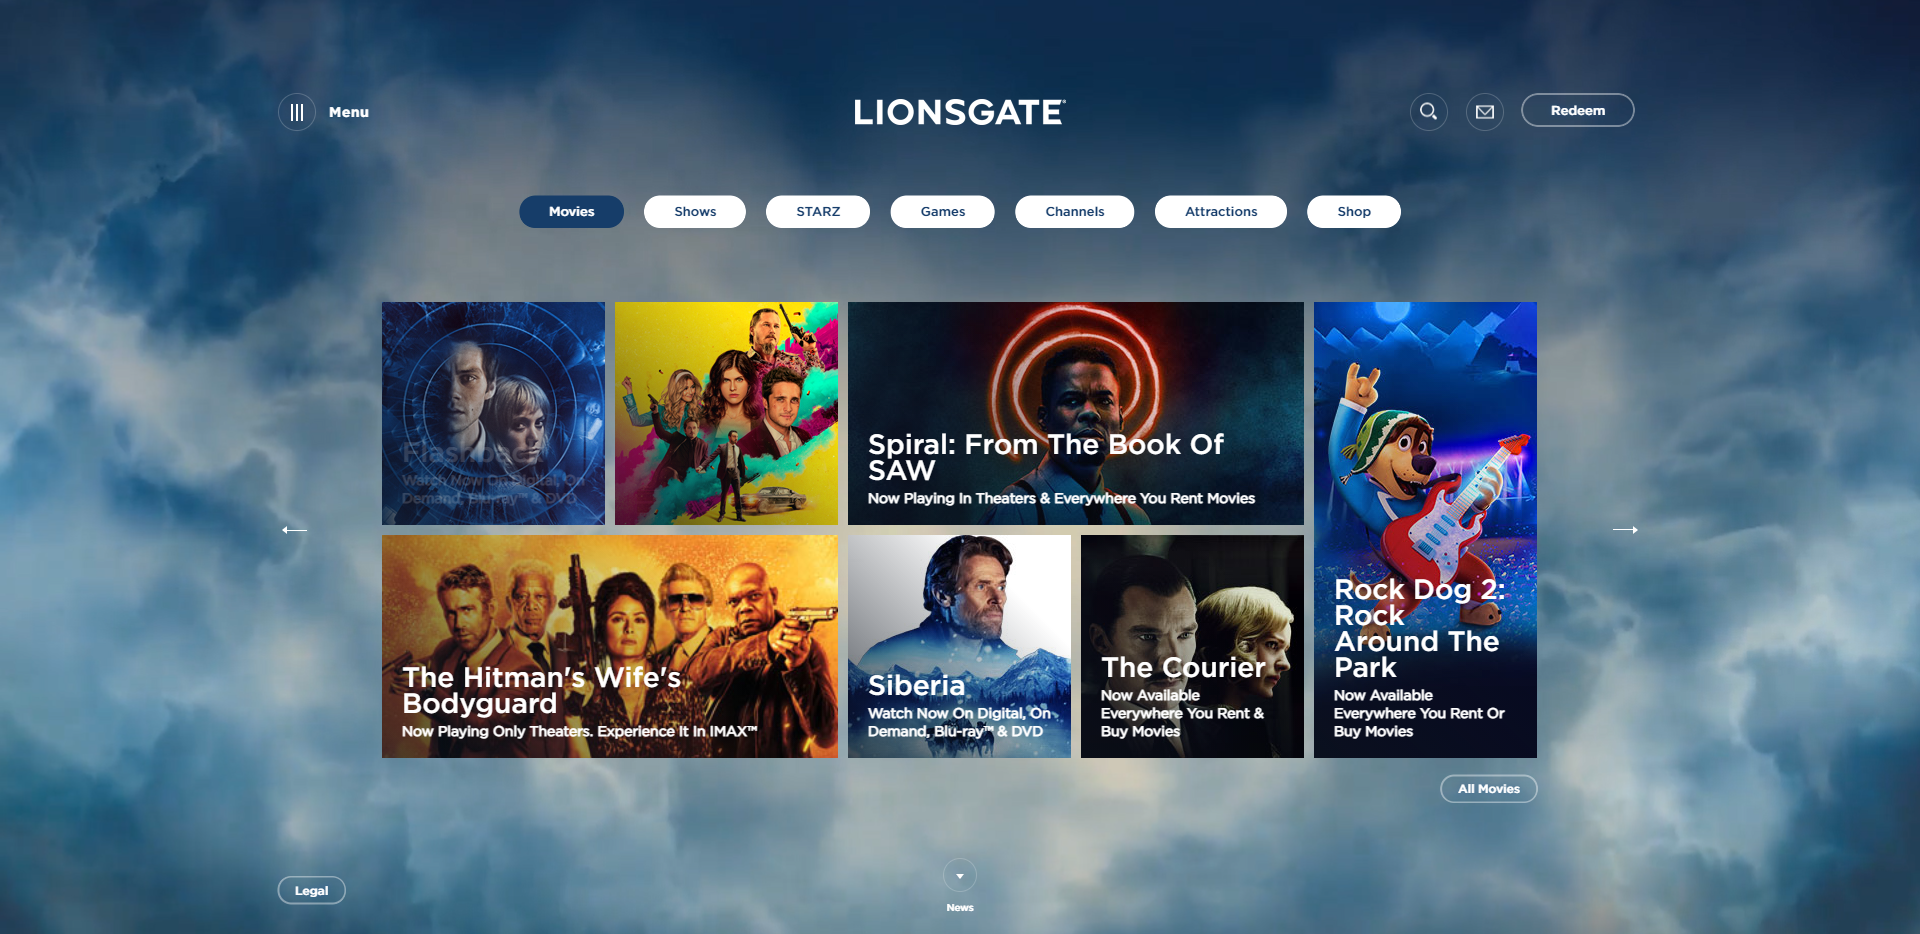 Menu
LIONSGATE
Redeem
Movies
Shows
STARZ
Games
Channels
Attractions
Shop
Flashback
Watch Now On Digital, On
Demand, Blu-ray™ & DVD
Spiral: From The Book Of
SAW
Now Playing In Theaters & Everywhere You Rent Movies
Rock Dog 2:
Rock
Around The
Park
Now Available
Everywhere You Rent Or
Buy Movies
The Hitman's Wife's
Bodyguard
Now Playing Only Theaters. Experience It In IMAX™
Siberia
Watch Now On Digital, On
Demand, Blu-ray™ & DVD
The Courier
Now Available
Everywhere You Rent &
Buy Movies
All Movies
Legal
News